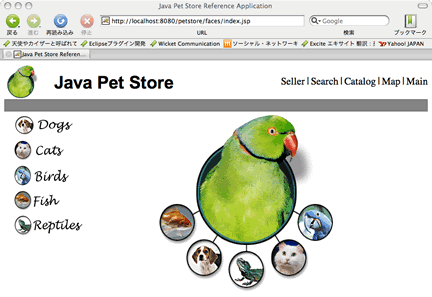 Java Pet Store Reference Application
戻る 進む 再読み込み 停止
http://localhost:8080/petstore/faces/index.jsp
URL
Google
検索
ブックマーク
天使やカイザーと呼ばれて Eclipseプラグイン開発 Wicket Communication ソーシャル・ネットワーキ Excite エキサイト 翻訳 : Yahoo! JAPAN
Java Pet Store Refer...
Java Pet Store
Seller | Search | Catalog | Map | Main
Dogs
Cats
Birds
Fish
Reptiles